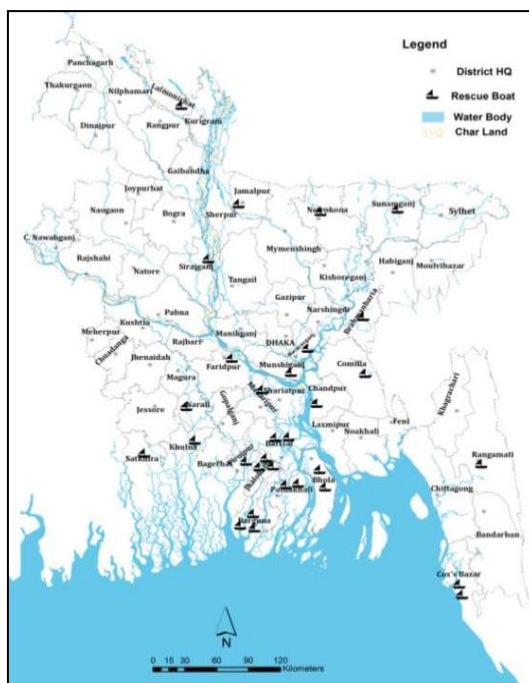 Legend
District HQ
Rescue Boat
Water Body
Char Land
Panchagarh
Thakurgaon
Nilphamari
Lalmonirhat
Dinajpur
Rangpur
Kurigram
Gaibandha
Joypurhat
Naogaon
Bogra
Sherpur
Jamalpur
Netrokona
Sunamganj
Sylhet
C. Nawabganj
Rajshahi
Natore
Sirajganj
Tangail
Mymensingh
Kishoreganj
Habiganj
Moulvibazar
Gazipur
Narshingdi
Pabna
Kushtia
Meherpur
Chuadanga
Rajbari
Manikganj
DHAKA
Jhenaidah
Faridpur
Munshiganj
Comilla
Magura
Shariatpur
Chandpur
Jessore
Narail
Gopalganj
Laxmipur
Noakhali
Feni
Khagrachari
Khulna
Satkhira
Bagerhat
Pirojpur
Barisal
Bhola
Patuakhali
Rangamati
Chittagong
Barguna
Bandarban
Cox's Bazar
N
0 15 30 60 90 120
Kilometers